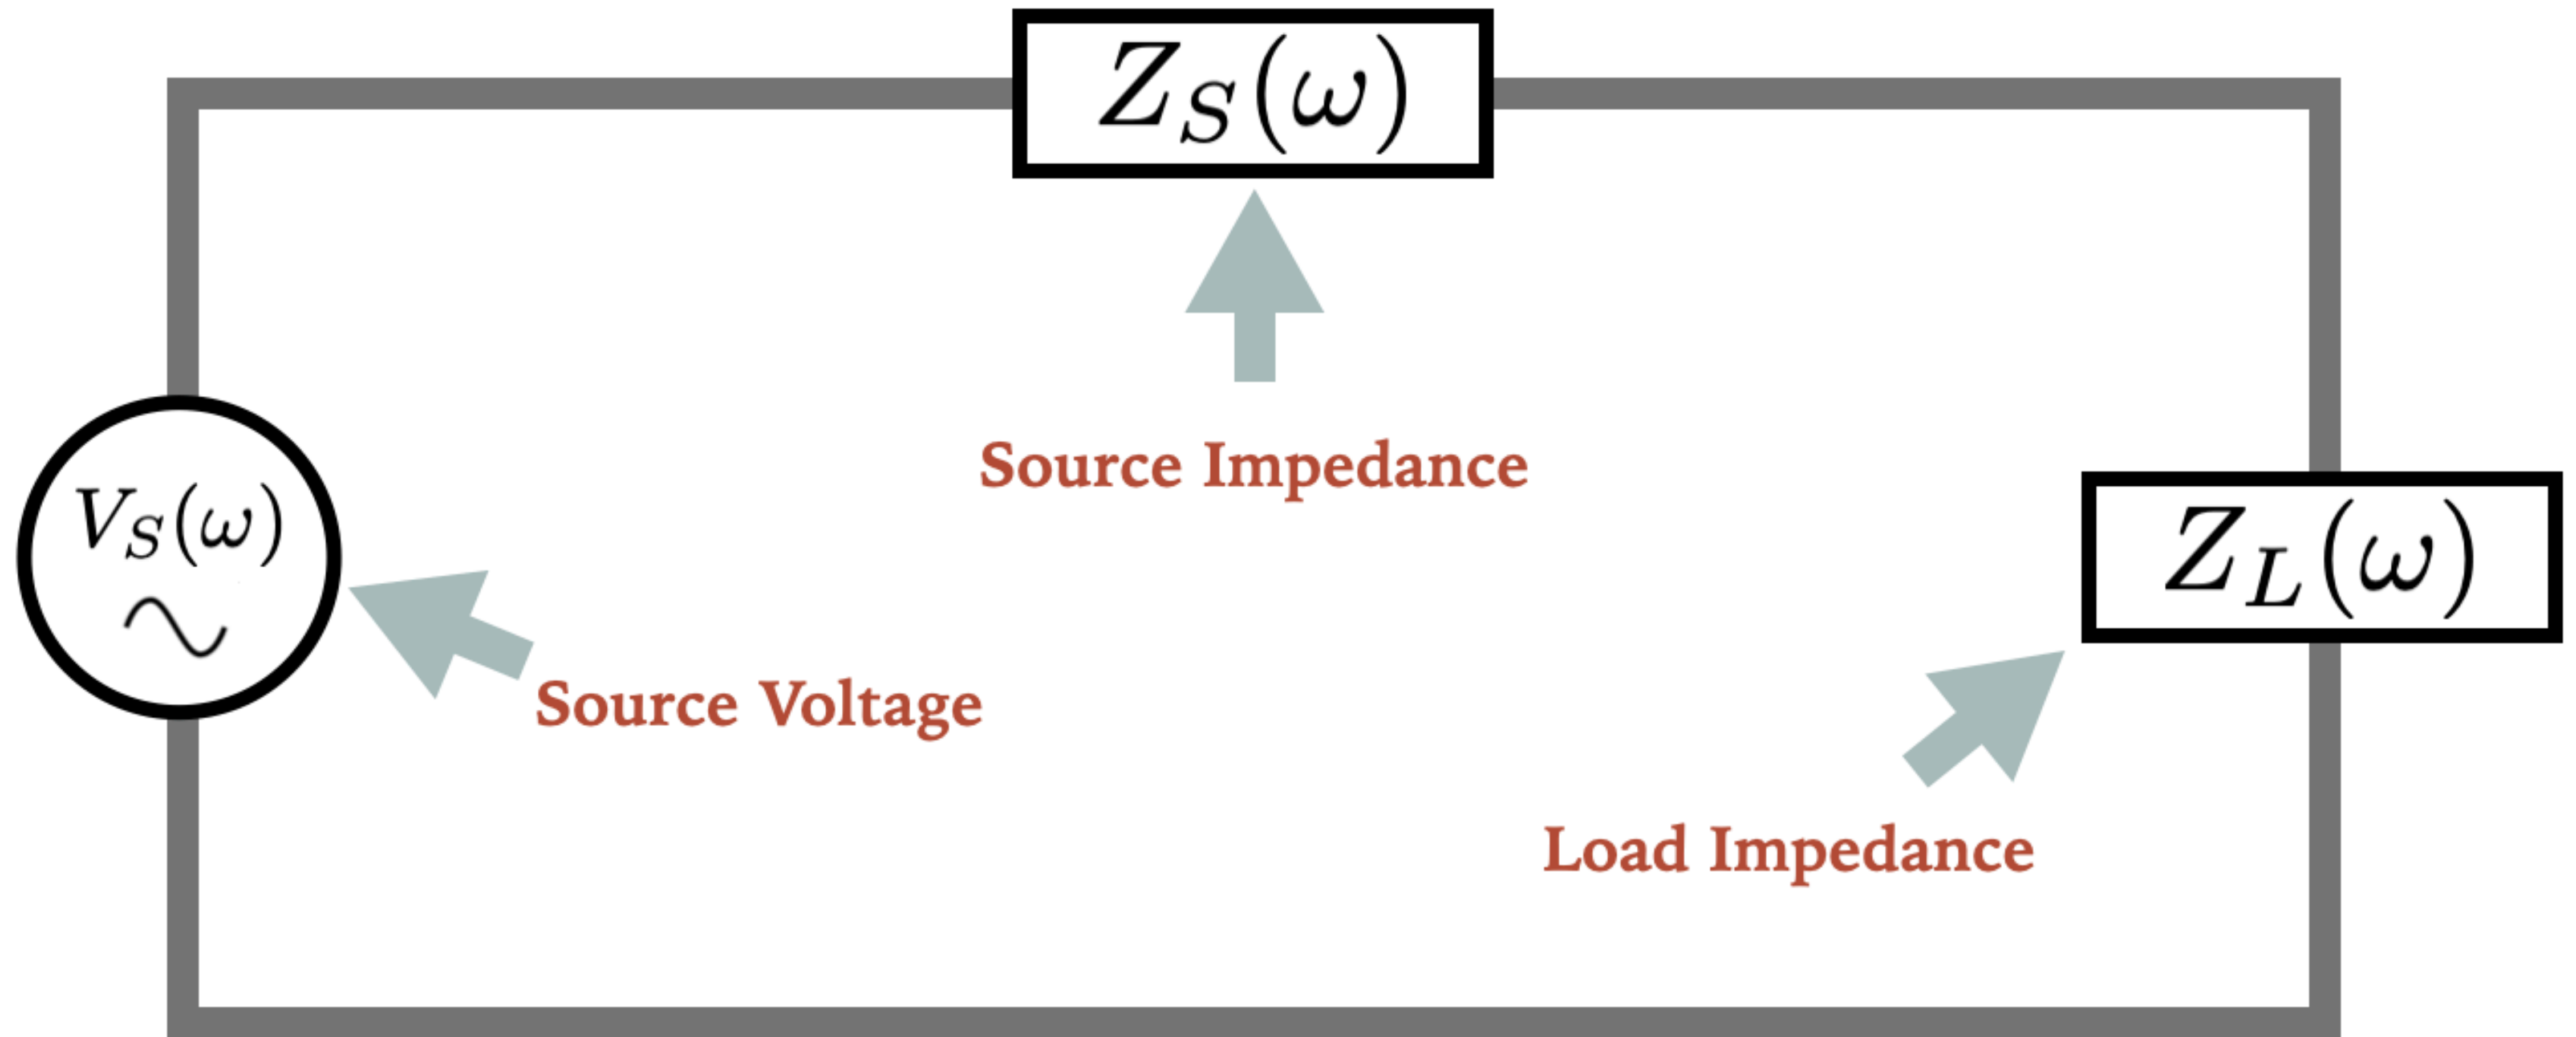 Z_S(ω)
Source Impedance
V_S(ω)
Z_L(ω)
Source Voltage
Load Impedance